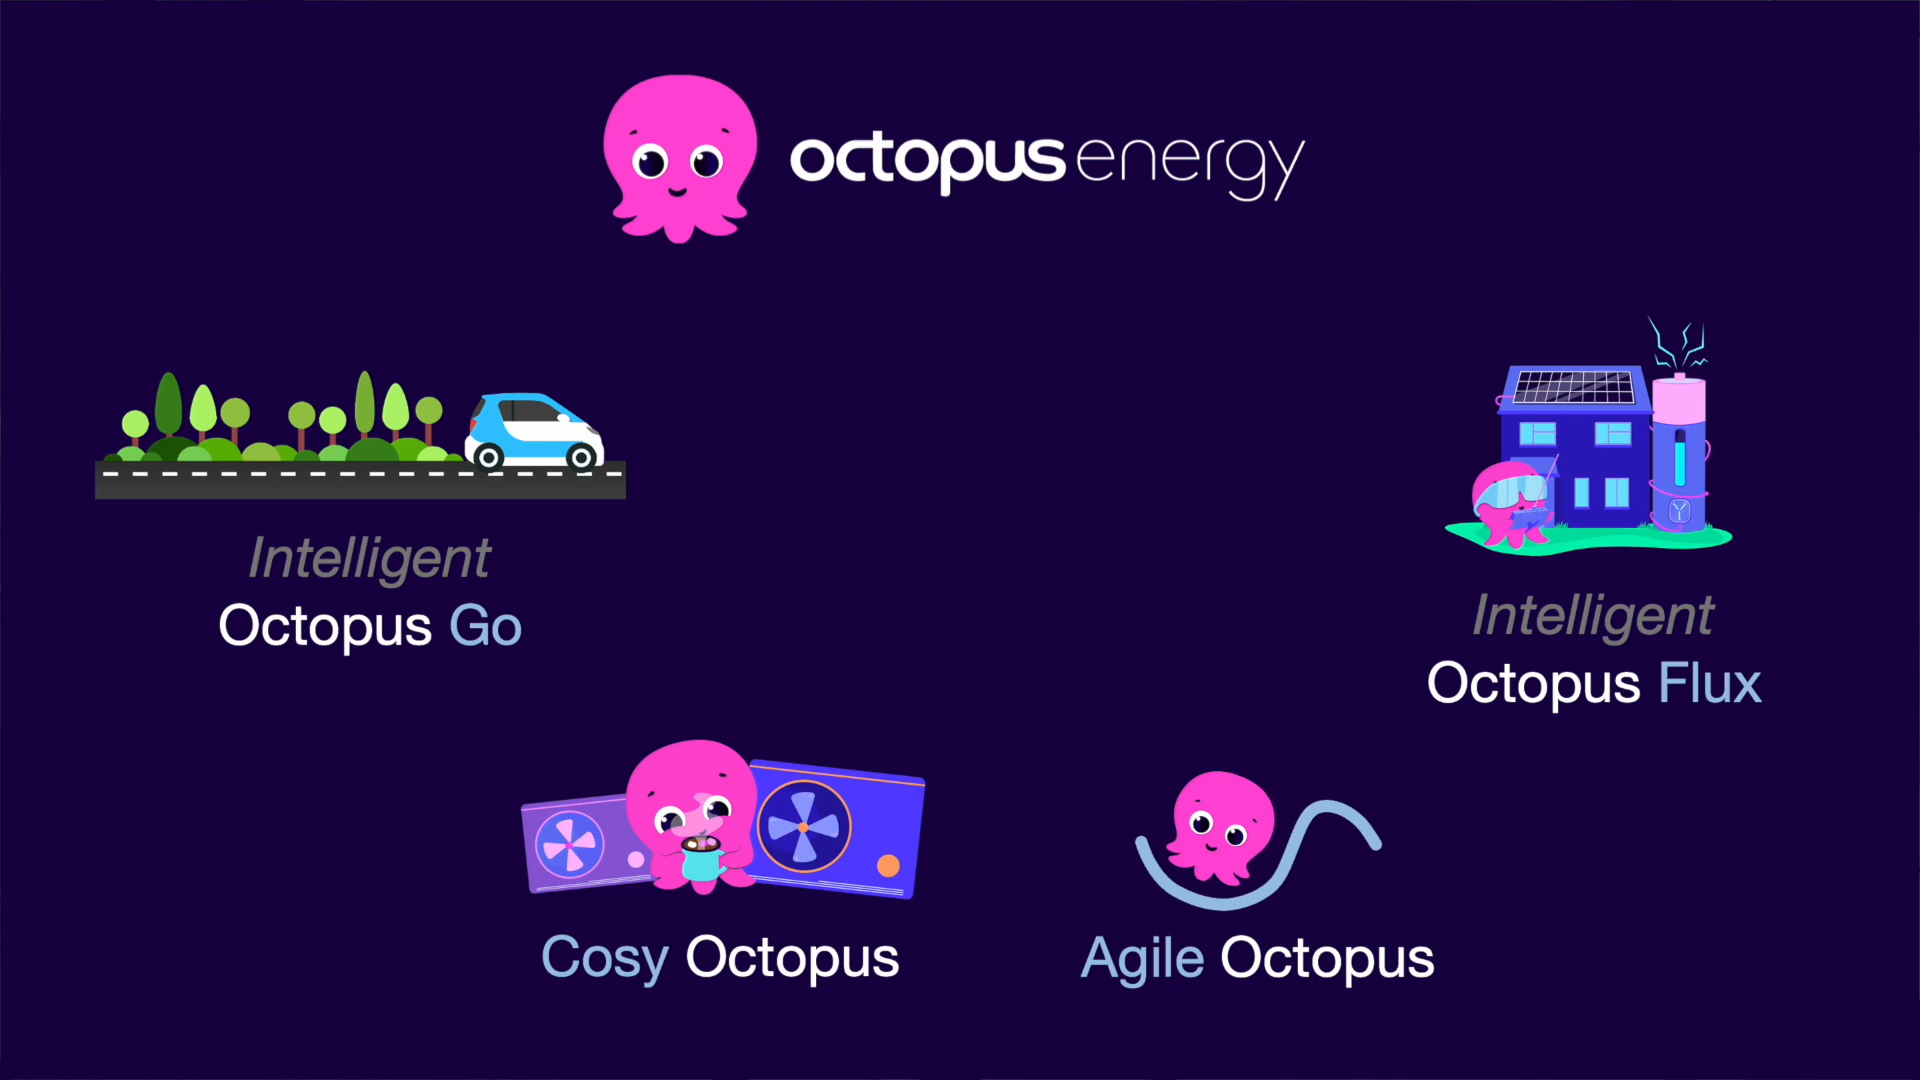 octopus energy
Intelligent
Octopus Go
Intelligent
Octopus Flux
Cosy Octopus
Agile Octopus